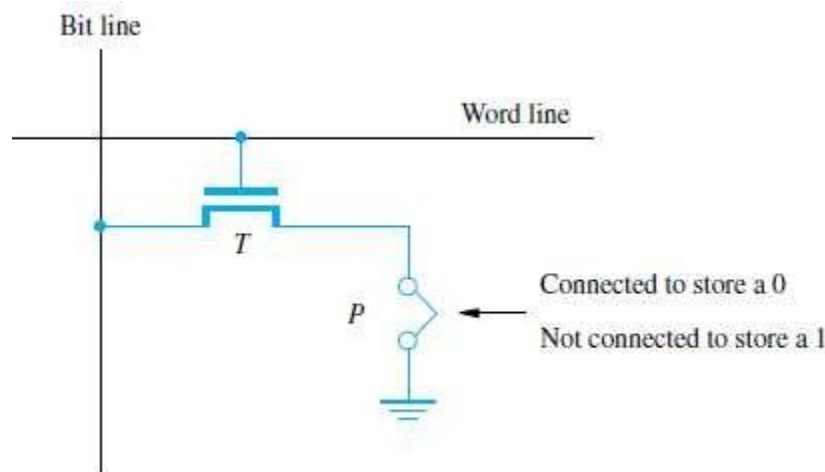 Bit line
Word line
T
P
Connected to store a 0
Not connected to store a 1